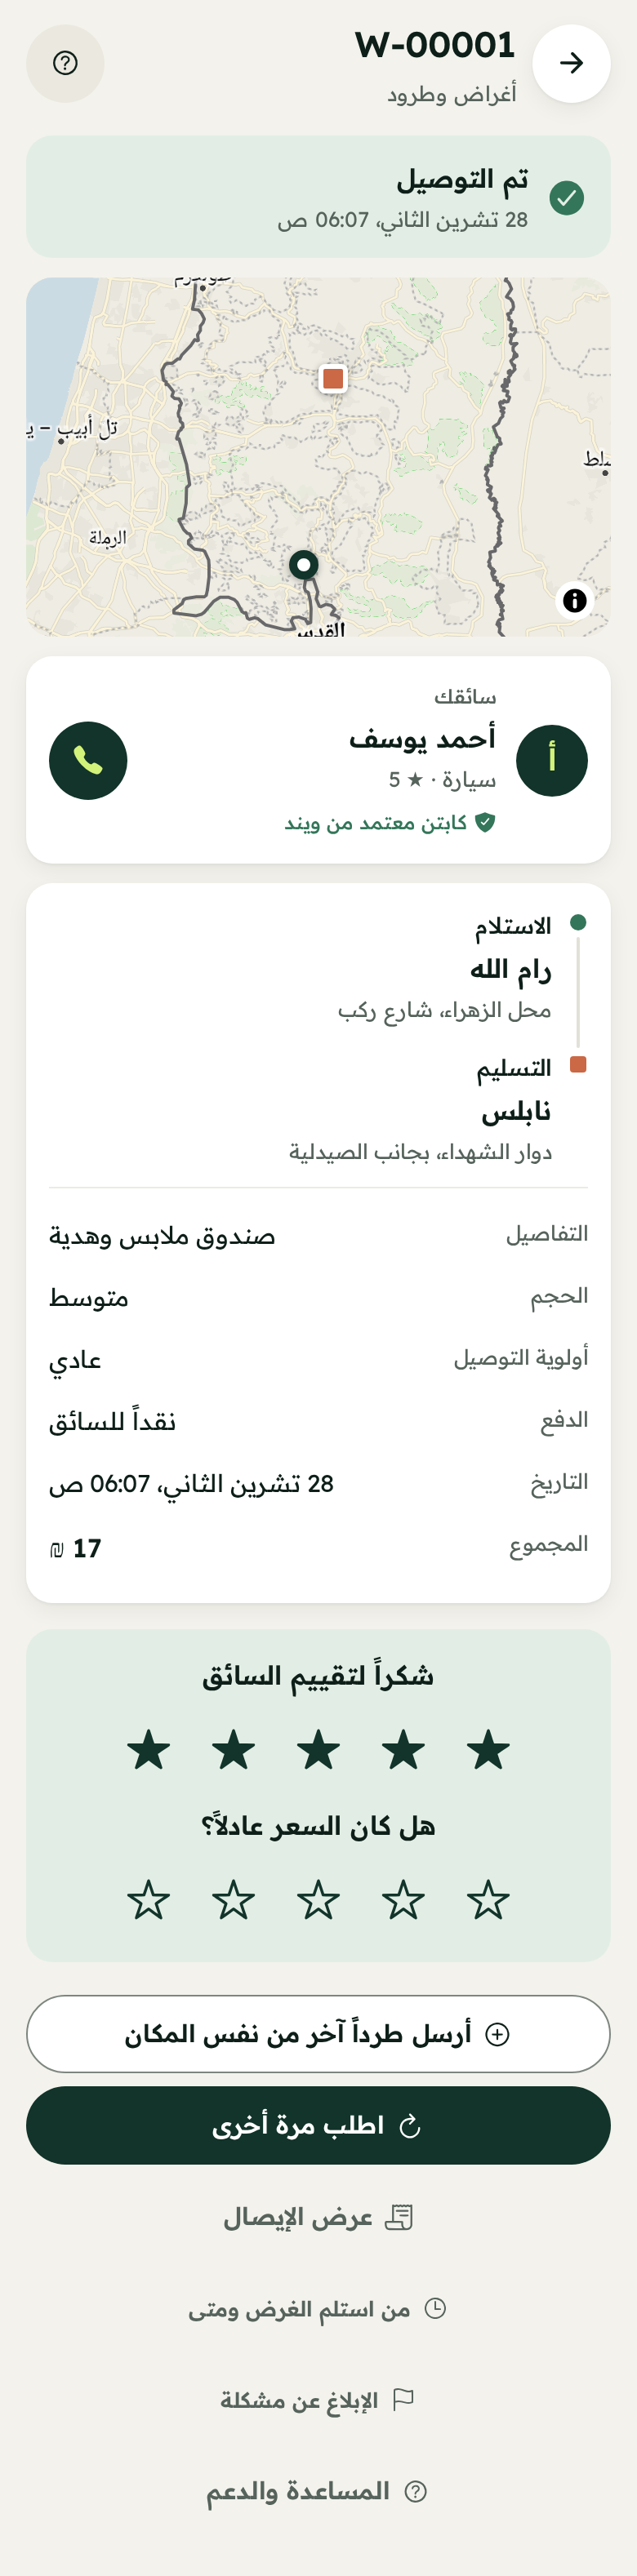 W-00001
أغراض وطرود
تم التوصيل
28 تشرين الثاني، 06:07 ص
تل أبيب – ي
الرملة
القدس
سائقك
أ
أحمد يوسف
سيارة · ★ 5
كابتن معتمد من ويند
الاستلام
رام الله
محل الزهراء، شارع ركب
التسليم
نابلس
دوار الشهداء، بجانب الصيدلية
التفاصيل
صندوق ملابس وهدية
الحجم
متوسط
أولوية التوصيل
عادي
الدفع
نقداً للسائق
التاريخ
28 تشرين الثاني، 06:07 ص
المجموع
17 ₪
شكراً لتقييم السائق
هل كان السعر عادلاً؟
أرسل طرداً آخر من نفس المكان
اطلب مرة أخرى
عرض الإيصال
من استلم الغرض ومتى
الإبلاغ عن مشكلة
المساعدة والدعم